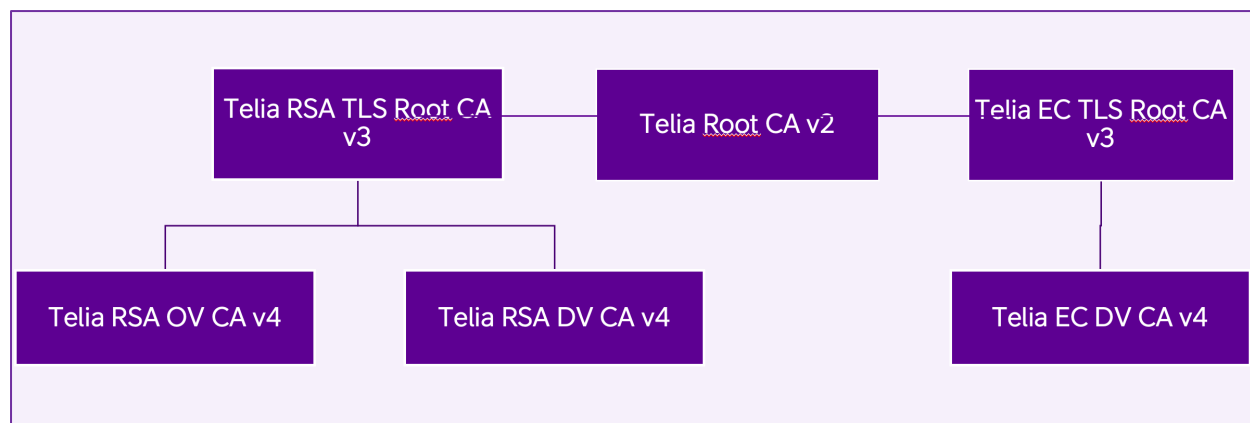 Telia RSA TLS Root CA
v3
Telia Root CA v2
Telia EC TLS Root CA
v3
Telia RSA OV CA v4
Telia RSA DV CA v4
Telia EC DV CA v4